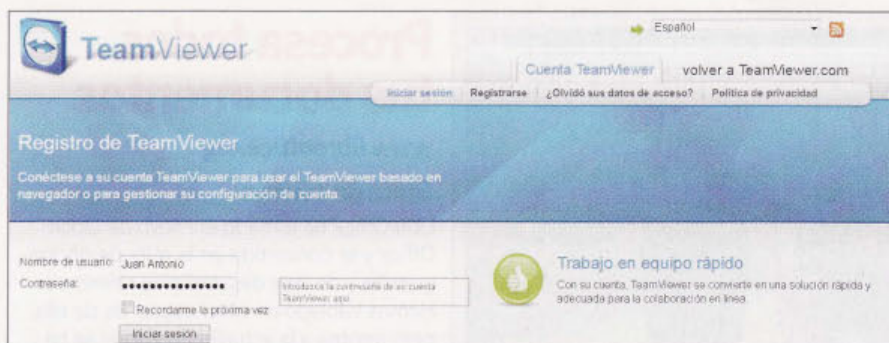 Español
TeamViewer
Cuenta TeamViewer volver a TeamViewer.com
Iniciar sesión Registrarse ¿Olvidó sus datos de acceso? Política de privacidad
Registro de TeamViewer
Conéctese a su cuenta TeamViewer para usar el TeamViewer basado en
navegador o para gestionar su configuración de cuenta.
Nombre de usuario: Juan Antonio
Contraseña: ••••••••••••••••
Introduzca la contraseña de su cuenta
TeamViewer aquí
Recordarme la próxima vez
Iniciar sesión
Trabajo en equipo rápido
Con su cuenta, TeamViewer se convierte en una solución rápida y
adecuada para la colaboración en línea.